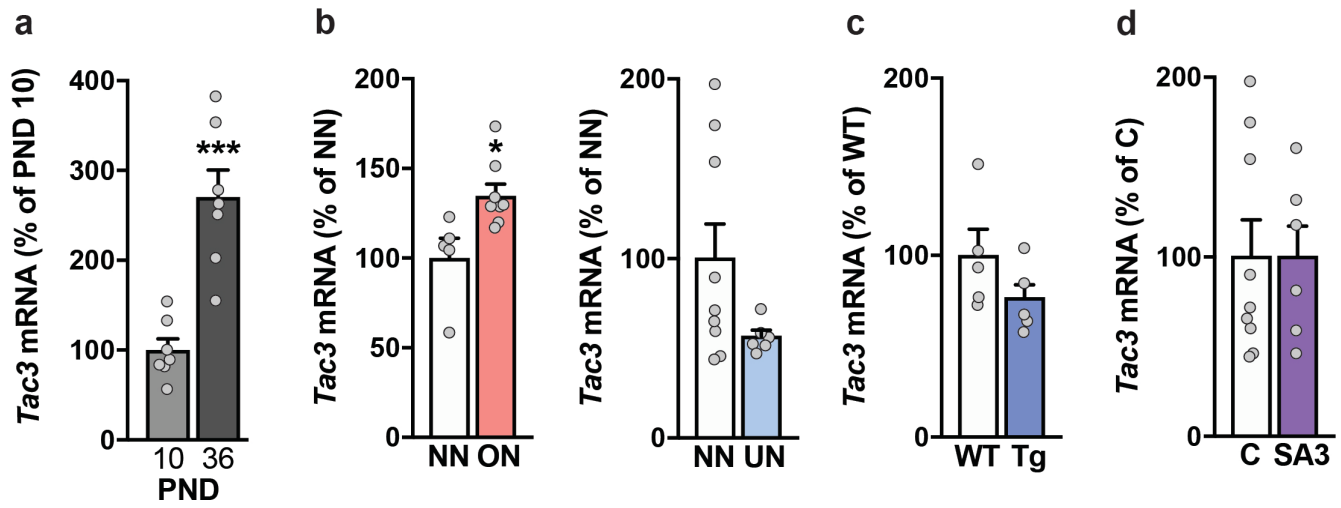 a
b
c
d
Tac3 mRNA (% of PND 10)
400
300
200
100
0
***
10 36
PND
Tac3 mRNA (% of NN)
200
150
100
50
0
*
NN ON
Tac3 mRNA (% of NN)
200
100
0
NN UN
Tac3 mRNA (% of WT)
200
100
0
WT Tg
Tac3 mRNA (% of C)
200
100
0
C SA3